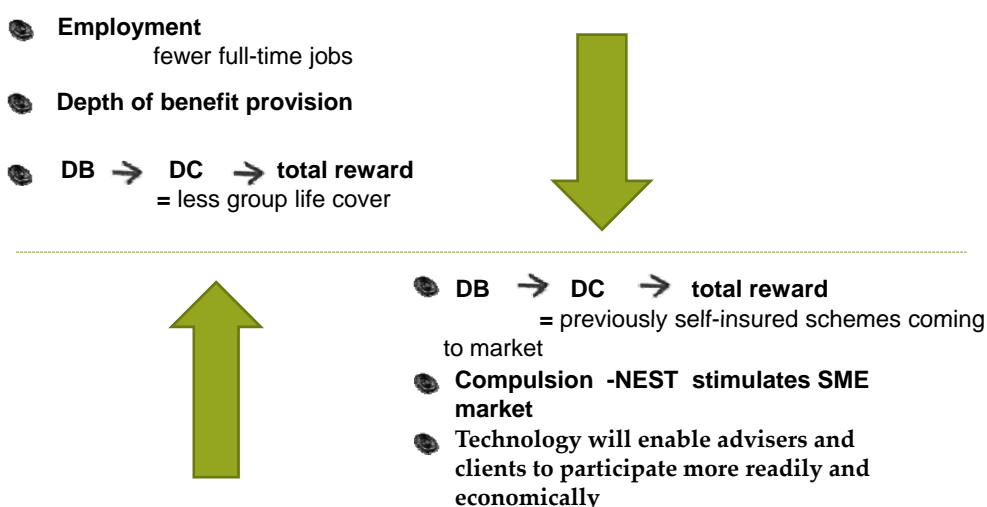 Employment
fewer full-time jobs
Depth of benefit provision
DB → DC → total reward
= less group life cover
DB → DC → total reward
= previously self-insured schemes coming
to market
Compulsion -NEST stimulates SME
market
Technology will enable advisers and
clients to participate more readily and
economically